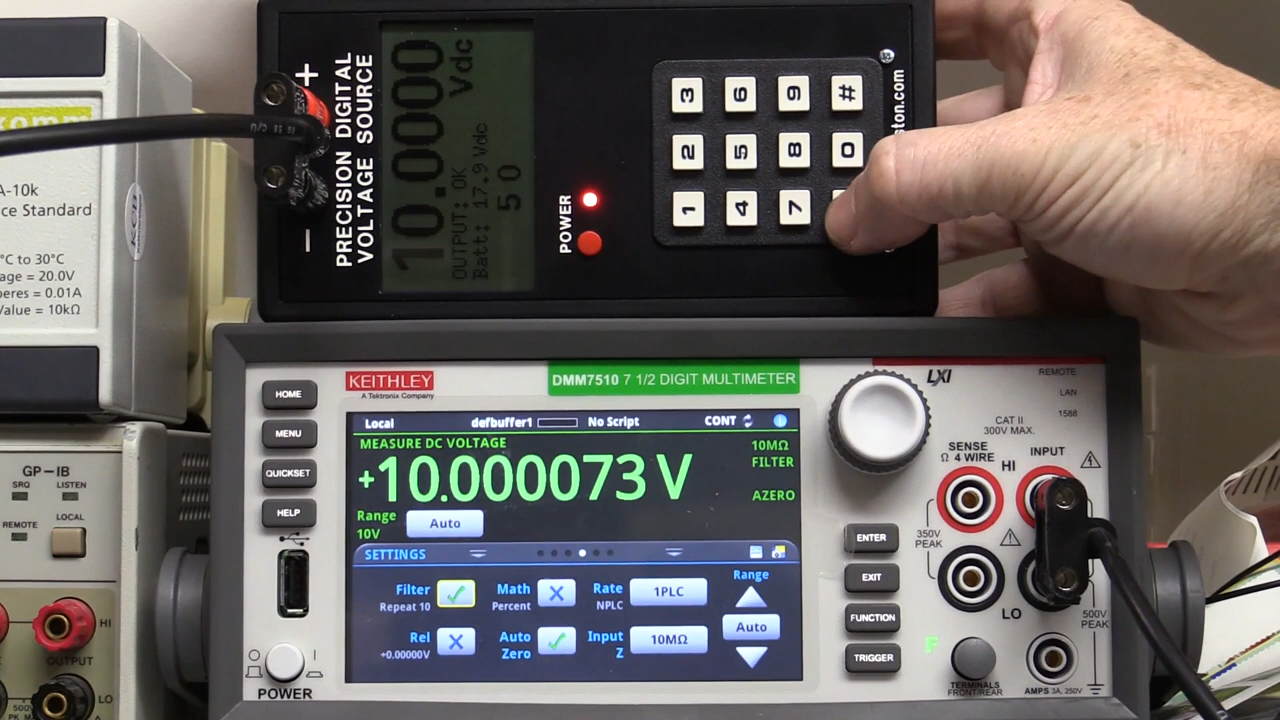 komm
A-10k
ce Standard
°C to 30°C
age = 20.0V
eres = 0.01A
Value = 10kΩ
GP-IB
SRQ
LISTEN
REMOTE
LOCAL
HI
OUTPUT
LO
+
−
PRECISION DIGITAL
VOLTAGE SOURCE
10.0000
Vdc
OUTPUT: OK
Batt: 17.9 Vdc
50
POWER
3 6 9 #
2 5 8 0
1 4 7
ston.com
KEITHLEY
A Tektronix Company
DMM7510 7 1/2 DIGIT MULTIMETER
LXI
REMOTE
LAN
1588
HOME
MENU
QUICKSET
HELP
POWER
Local
defbuffer1
No Script
CONT
MEASURE DC VOLTAGE
+10.000073 V
10MΩ
FILTER
AZERO
Range
10V
Auto
SETTINGS
Filter
Repeat 10
Math
Percent
Rate
NPLC
1PLC
Range
Auto
Rel
+0.00000V
Auto
Zero
Input
Z
10MΩ
ENTER
EXIT
FUNCTION
TRIGGER
CAT II
300V MAX.
SENSE
Ω 4 WIRE
HI
INPUT
350V
PEAK
LO
500V
PEAK
F
TERMINALS
FRONT/REAR
AMPS 3A, 250V